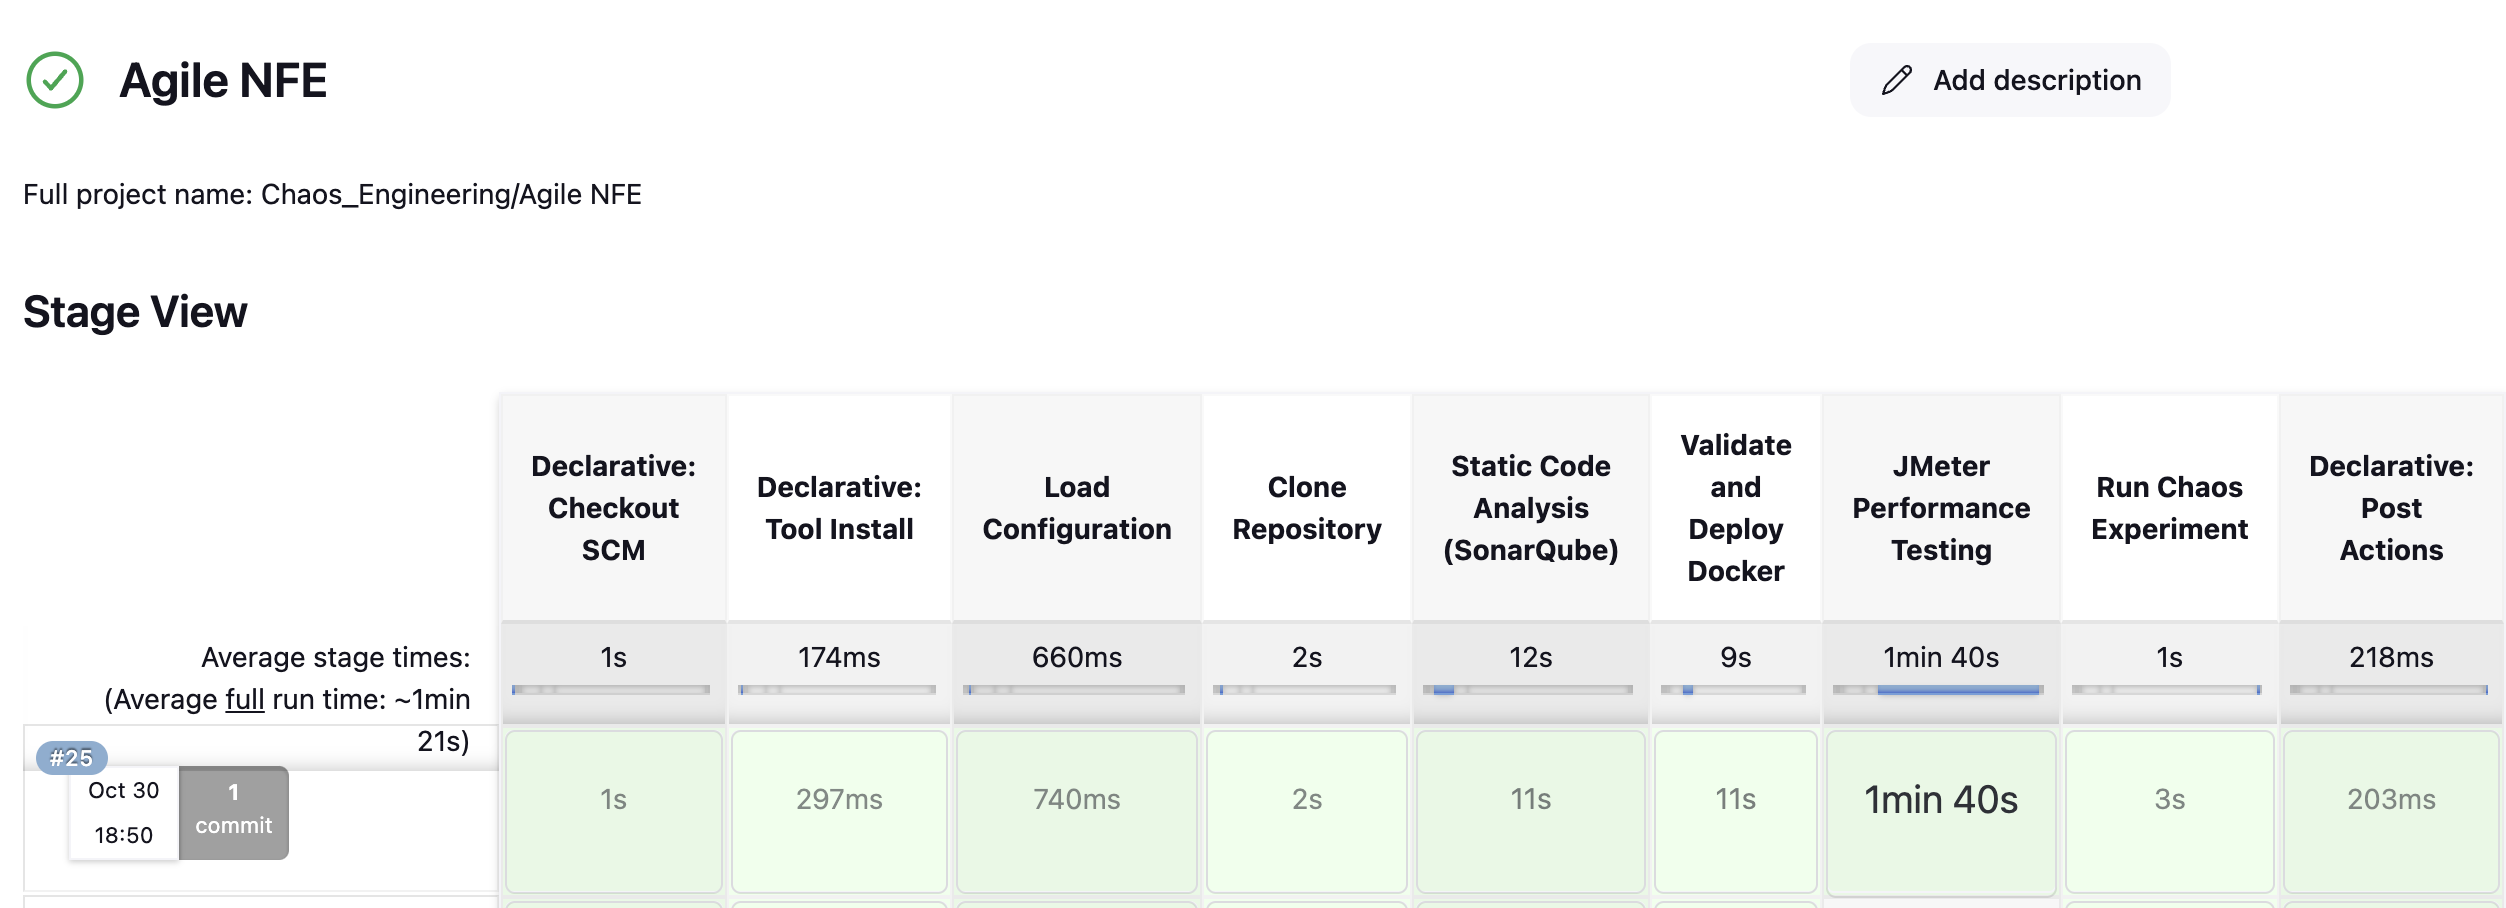 Agile NFE
Add description
Full project name: Chaos_Engineering/Agile NFE
Stage View
Declarative:
Checkout
SCM
Declarative:
Tool Install
Load
Configuration
Clone
Repository
Static Code
Analysis
(SonarQube)
Validate
and
Deploy
Docker
JMeter
Performance
Testing
Run Chaos
Experiment
Declarative:
Post
Actions
Average stage times:
(Average full run time: ~1min
21s)
1s
174ms
660ms
2s
12s
9s
1min 40s
1s
218ms
#25
Oct 30
18:50
1
commit
1s
297ms
740ms
2s
11s
11s
1min 40s
3s
203ms